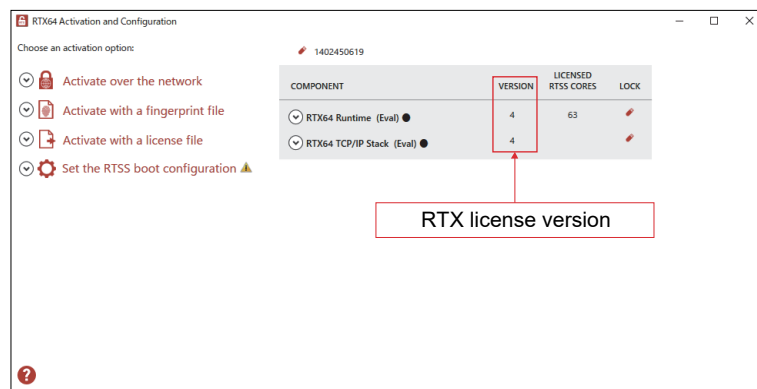 RTX64 Activation and Configuration
Choose an activation option:
Activate over the network
Activate with a fingerprint file
Activate with a license file
Set the RTSS boot configuration
1402450619
COMPONENT VERSION LICENSED RTSS CORES LOCK
RTX64 Runtime (Eval) 4 63
RTX64 TCP/IP Stack (Eval) 4
RTX license version
?